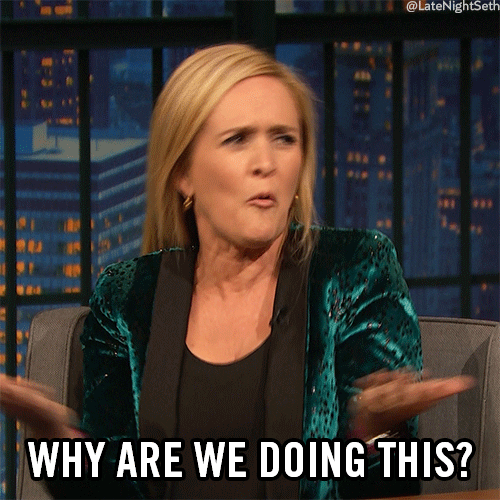 @LateNightSeth
WHY ARE WE DOING THIS?